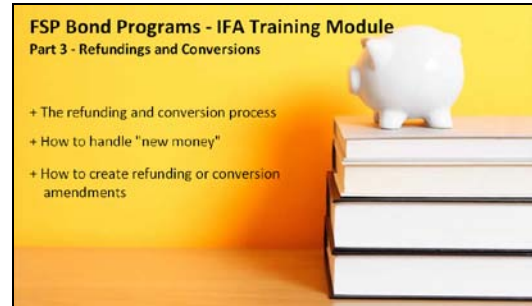 FSP Bond Programs - IFA Training Module
Part 3 - Refundings and Conversions
+ The refunding and conversion process
+ How to handle "new money"
+ How to create refunding or conversion
amendments